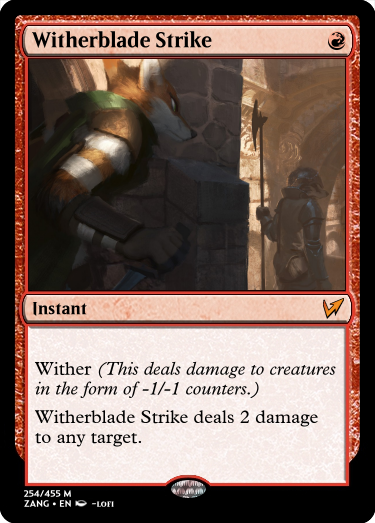 Witherblade Strike
Instant
Wither (This deals damage to creatures
in the form of -1/-1 counters.)
Witherblade Strike deals 2 damage
to any target.
254/455 M
ZANG • EN -LOFI